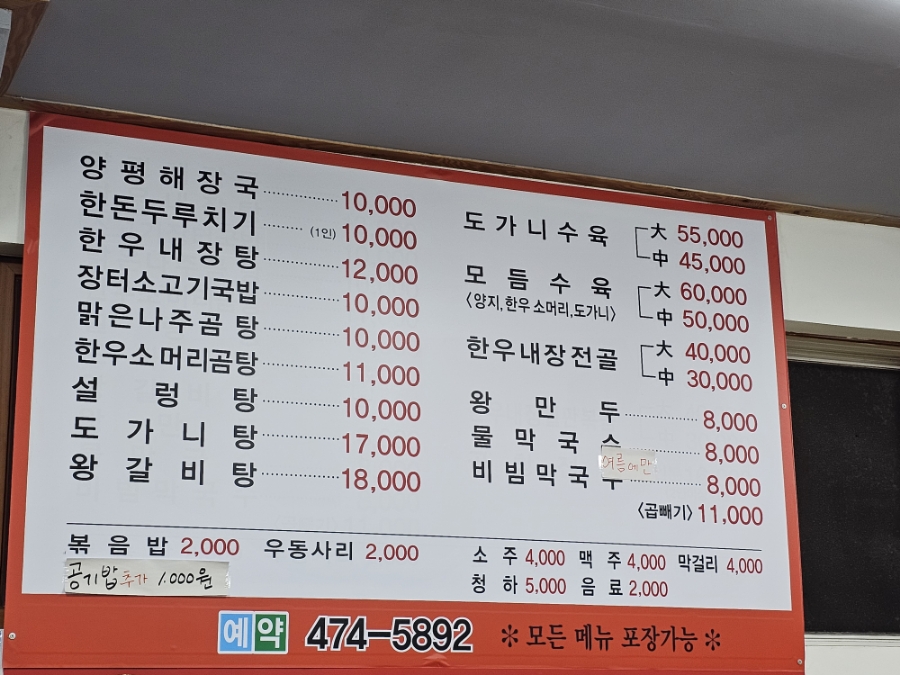 양평해장국 10,000
한돈두루치기 (1인) 10,000
한우내장탕 12,000
장터소고기국밥 10,000
맑은나주곰탕 10,000
한우소머리곰탕 11,000
설렁탕 10,000
도가니탕 17,000
왕갈비탕 18,000
도가니수육 大 55,000
中 45,000
모듬수육 大 60,000
<양지,한우 소머리,도가니> 中 50,000
한우내장전골 大 40,000
中 30,000
왕만두 8,000
물막국수 8,000
여름에만
비빔막국수 8,000
<곱빼기> 11,000
볶음밥 2,000 우동사리 2,000
공기밥 추가 1,000원
소주 4,000 맥주 4,000 막걸리 4,000
청하 5,000 음료 2,000
예약 474-5892 ※ 모든 메뉴 포장가능 ※